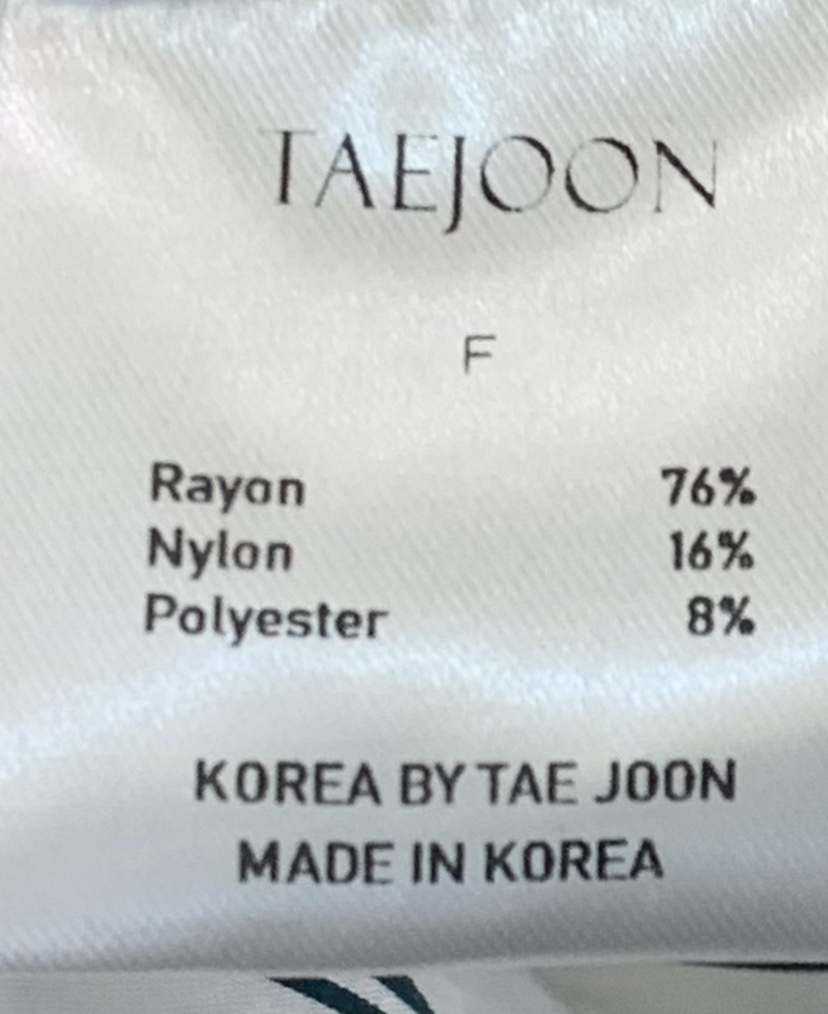 TAEJOON
F
Rayon 76%
Nylon 16%
Polyester 8%
KOREA BY TAE JOON
MADE IN KOREA